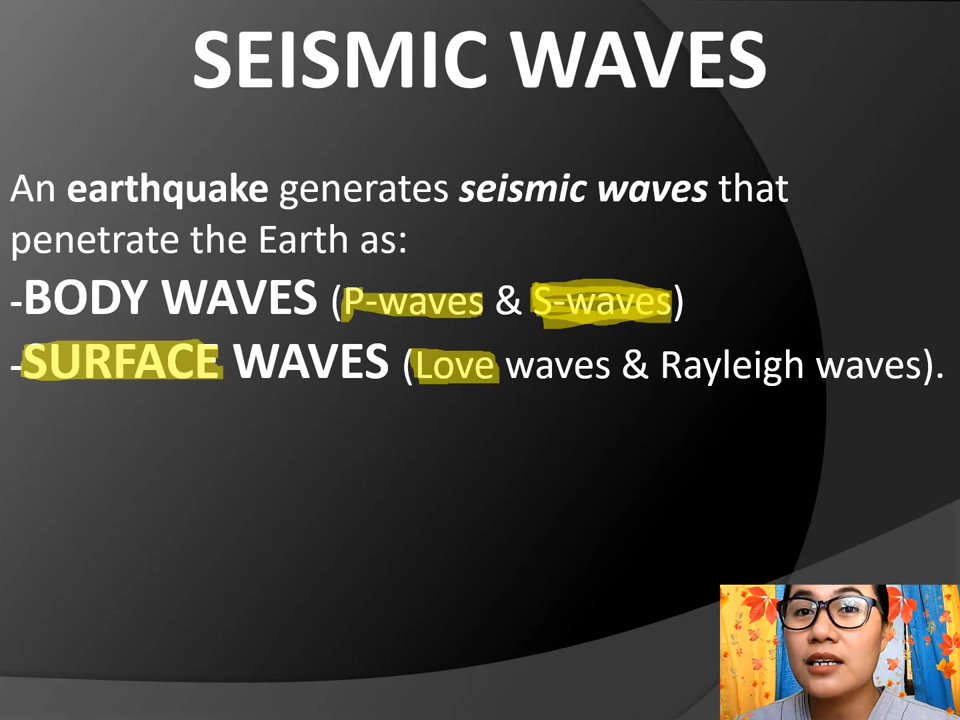 SEISMIC WAVES
An earthquake generates seismic waves that
penetrate the Earth as:
-BODY WAVES (P-waves & S-waves)
-SURFACE WAVES (Love waves & Rayleigh waves).